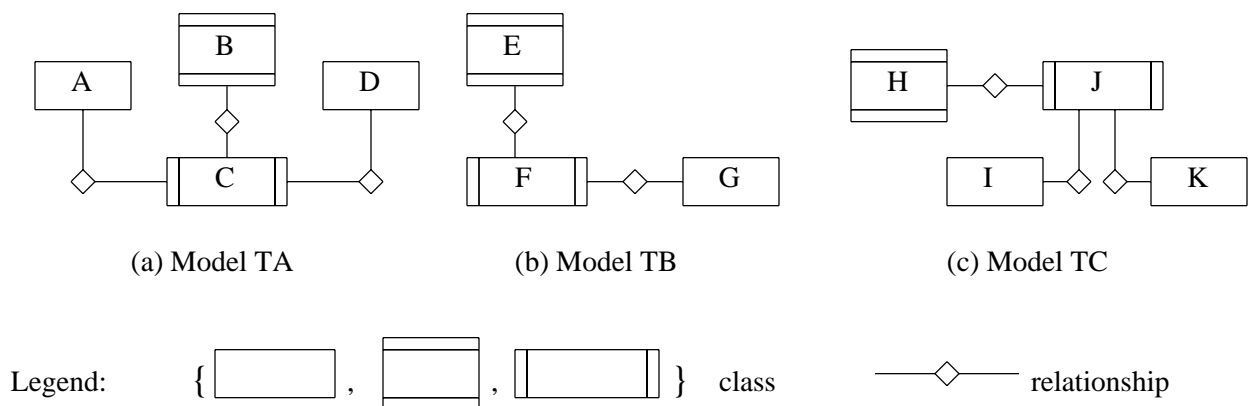 B
E
A
D
H
J
C
F
G
I
K
(a) Model TA
(b) Model TB
(c) Model TC
Legend: { , , } class relationship